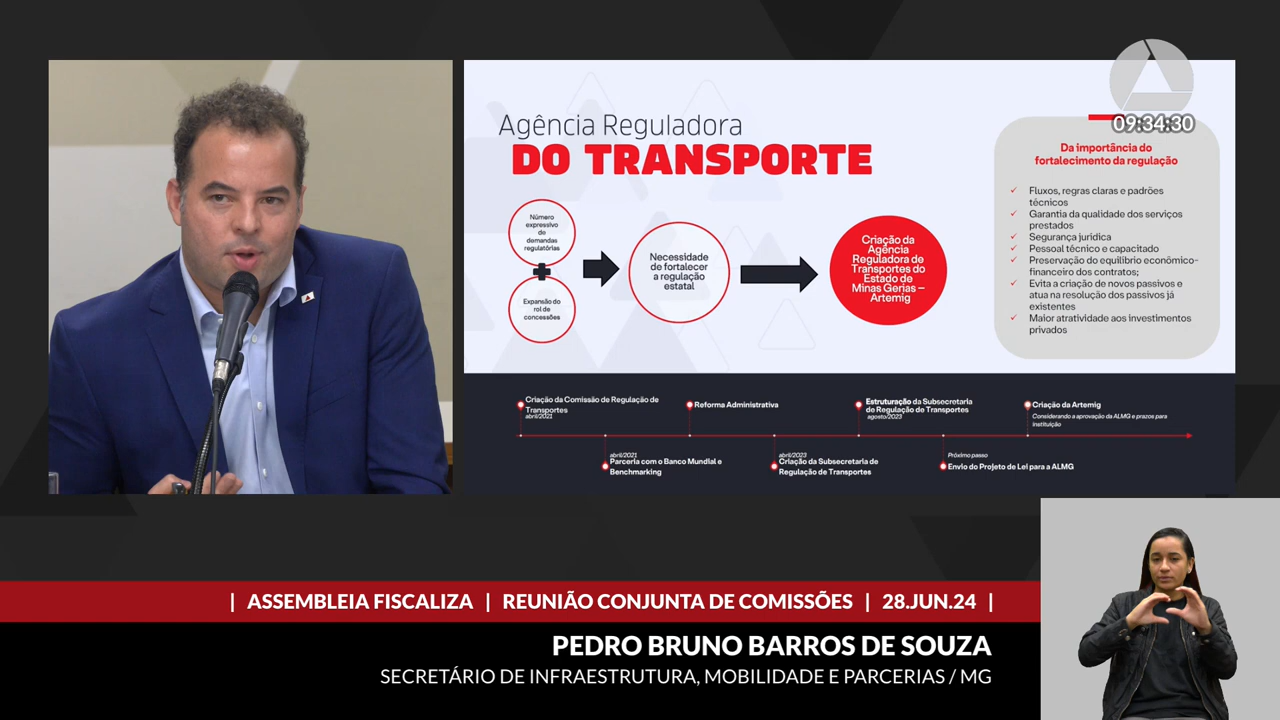 09:34:30
Agência Reguladora
DO TRANSPORTE
Número
expressivo
de
demandas
regulatórias
Expansão do
rol de
concessões
Necessidade
de fortalecer
a regulação
estatal
Criação da
Agência
Reguladora de
Transportes do
Estado de
Minas Gerias –
Artemig
Da importância do
fortalecimento da regulação
Fluxos, regras claras e padrões
técnicos
Garantia da qualidade dos serviços
prestados
Segurança jurídica
Pessoal técnico e capacitado
Preservação do equilíbrio econômico-
financeiro dos contratos;
Evita a criação de novos passivos e
atua na resolução dos passivos já
existentes
Maior atratividade aos investimentos
privados
Criação da Comissão de Regulação de
Transportes
abril/2021
abril/2021
Parceria com o Banco Mundial e
Benchmarking
Reforma Administrativa
abril/2023
Criação da Subsecretaria de
Regulação de Transportes
Estruturação da Subsecretaria
de Regulação de Transportes
agosto/2023
Próximo passo
Envio do Projeto de Lei para a ALMG
Criação da Artemig
Considerando a aprovação da ALMG e prazos para
instituição
| ASSEMBLEIA FISCALIZA | REUNIÃO CONJUNTA DE COMISSÕES | 28.JUN.24 |
PEDRO BRUNO BARROS DE SOUZA
SECRETÁRIO DE INFRAESTRUTURA, MOBILIDADE E PARCERIAS / MG